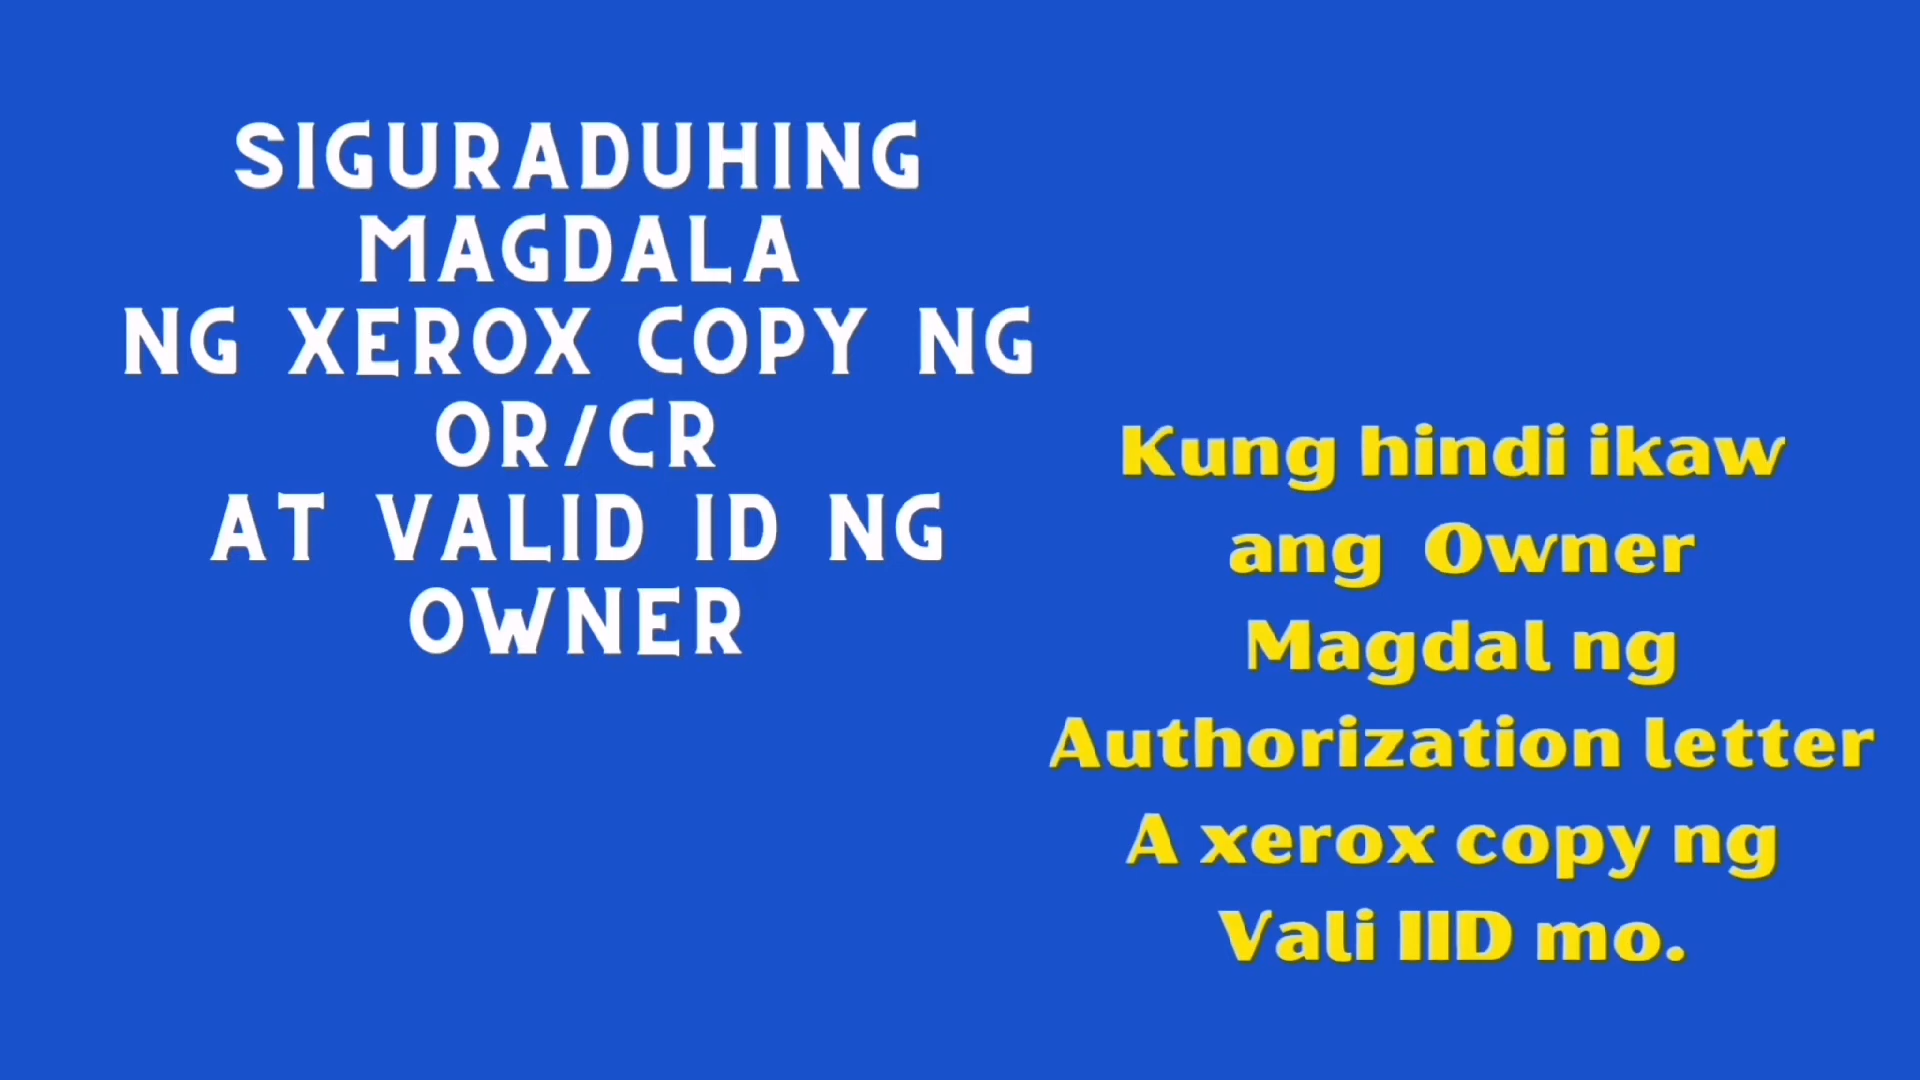 SIGURADUHING
MAGDALA
NG XEROX COPY NG
OR/CR
AT VALID ID NG
OWNER
Kung hindi ikaw
ang Owner
Magdal ng
Authorization letter
A xerox copy ng
Vali IID mo.